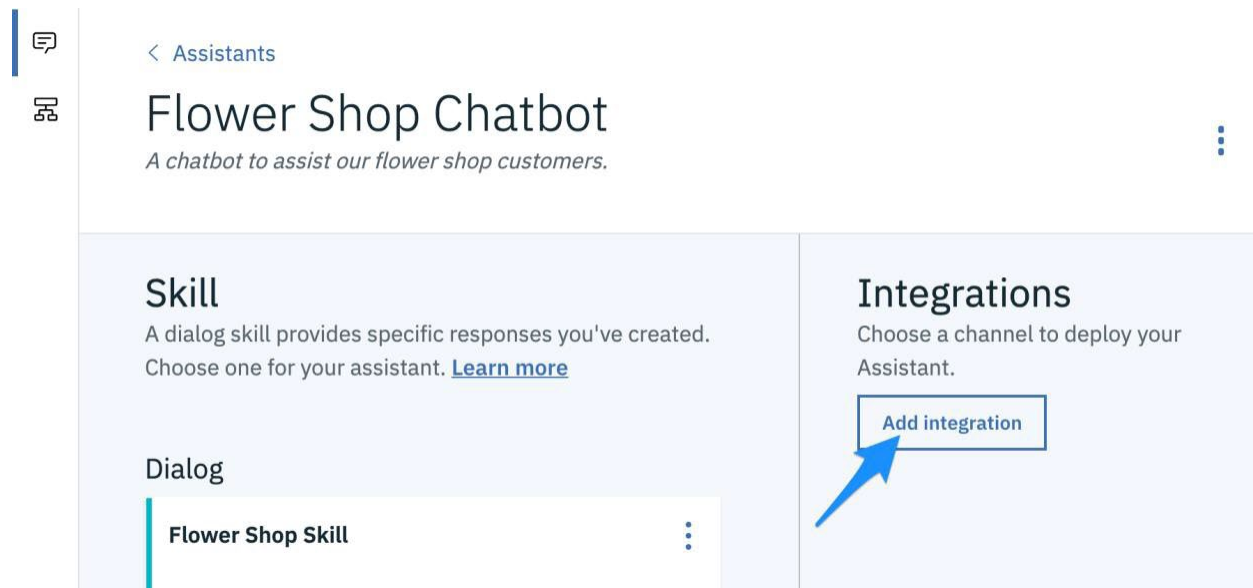 Assistants
Flower Shop Chatbot
A chatbot to assist our flower shop customers.
Skill
A dialog skill provides specific responses you've created.
Choose one for your assistant. Learn more
Dialog
Flower Shop Skill
Integrations
Choose a channel to deploy your
Assistant.
Add integration